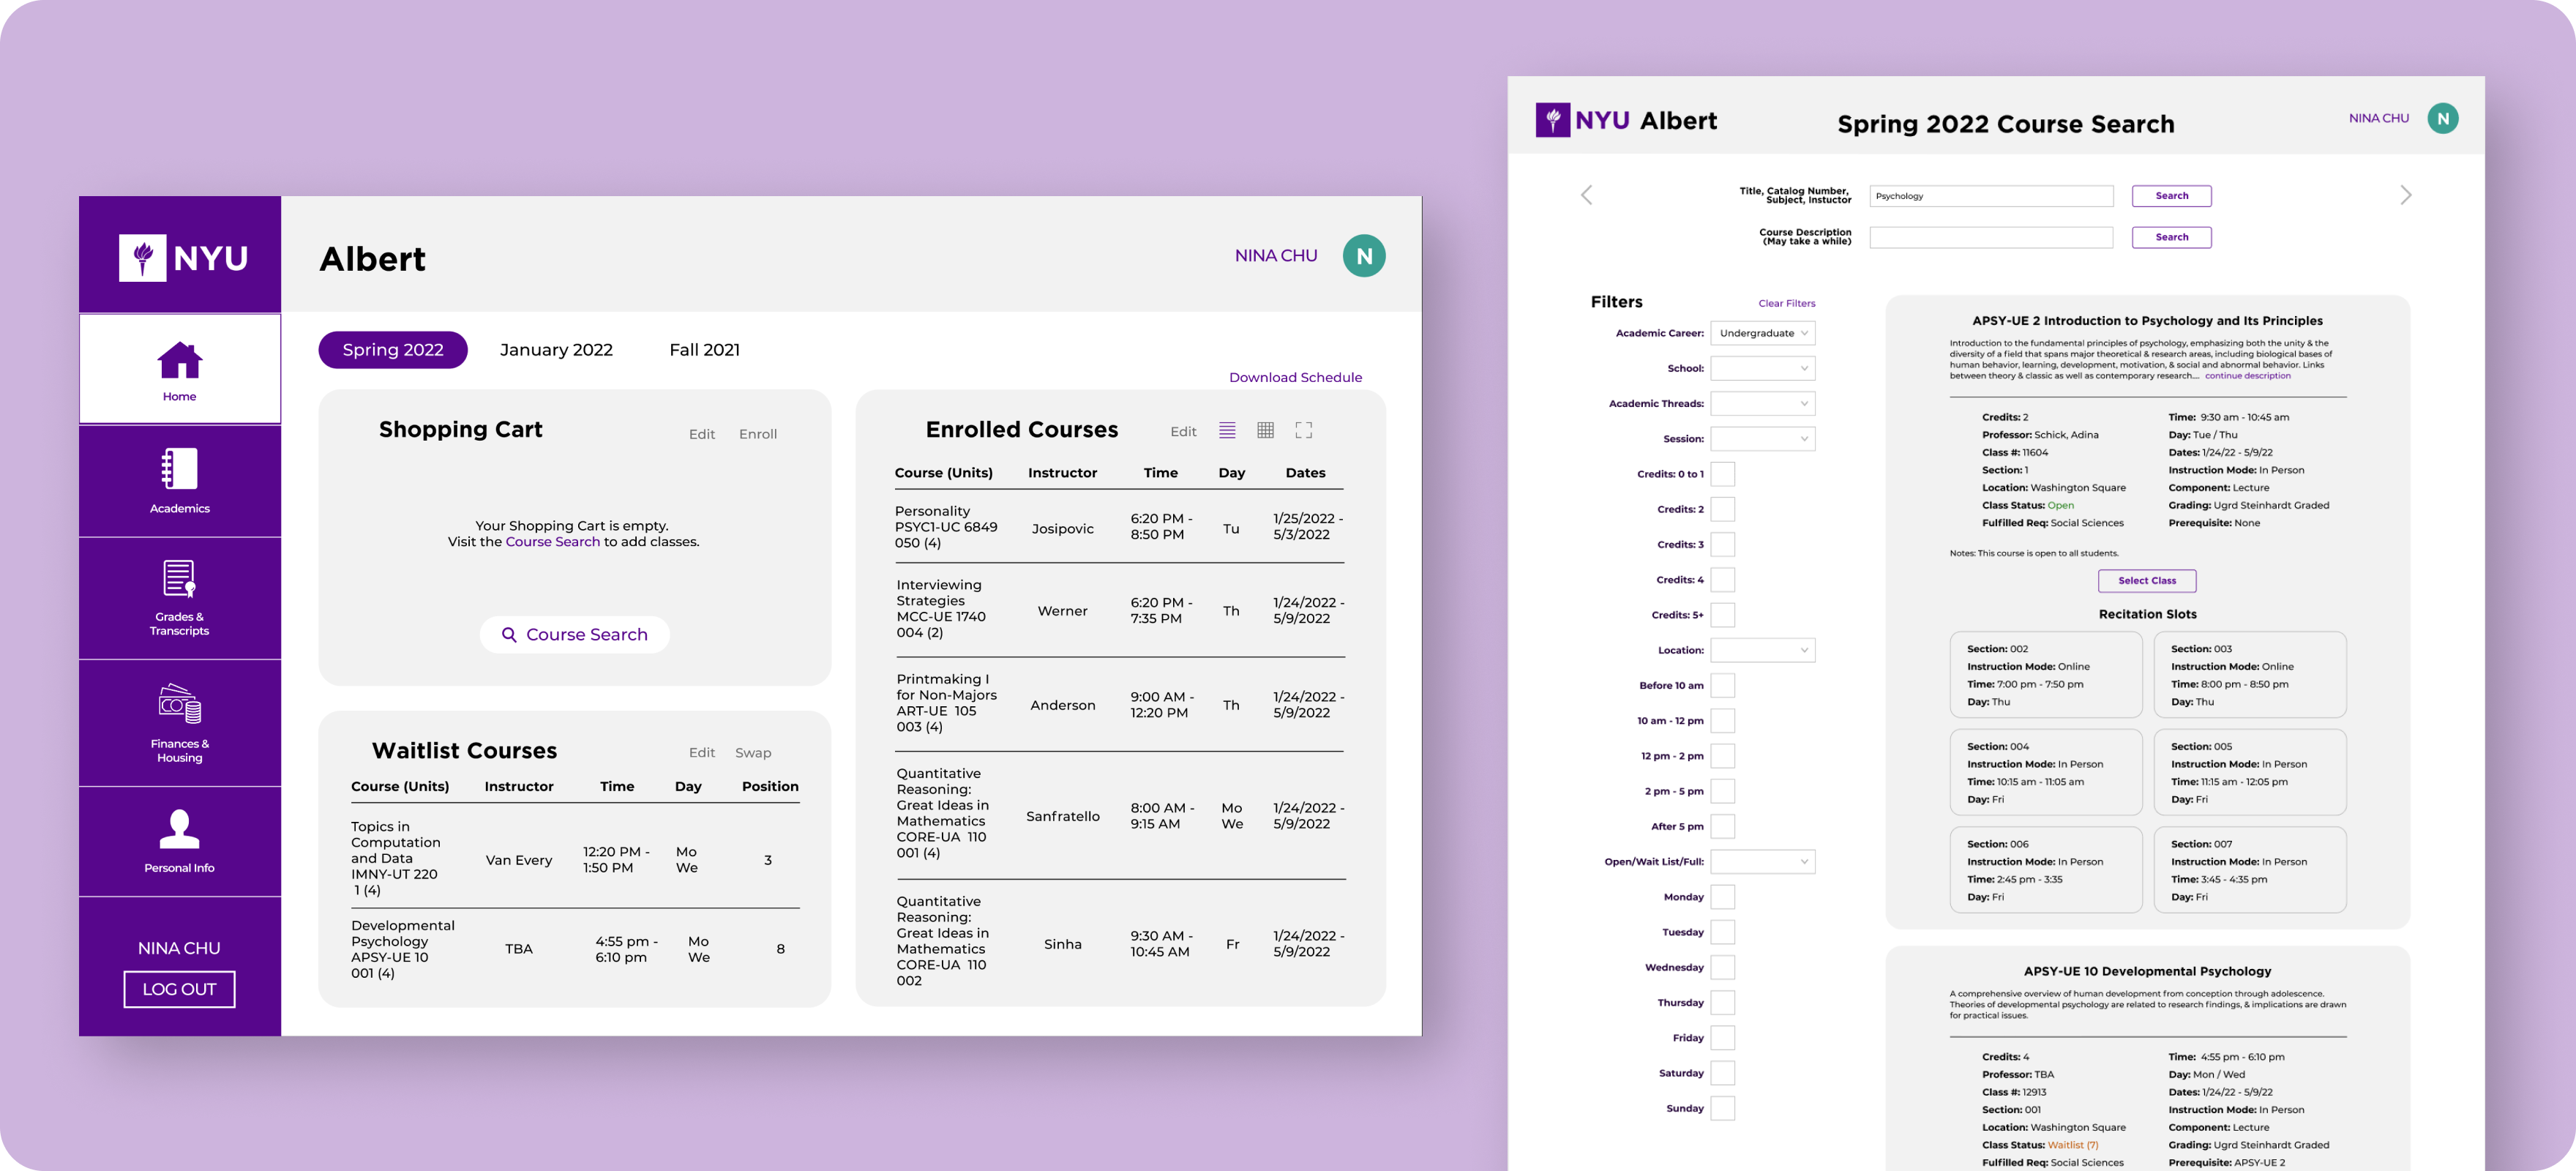 NYU
Home
Academics
Grades &
Transcripts
Finances &
Housing
Personal Info
NINA CHU
LOG OUT
Albert
NINA CHU
N
Spring 2022
January 2022
Fall 2021
Download Schedule
Shopping Cart
Edit
Enroll
Your Shopping Cart is empty.
Visit the Course Search to add classes.
Course Search
Waitlist Courses
Edit
Swap
Course (Units) Instructor Time Day Position
Topics in
Computation
and Data
IMNY-UT 220
1 (4)
Van Every
12:20 PM -
1:50 PM
Mo
We
3
Developmental
Psychology
APSY-UE 10
001 (4)
TBA
4:55 pm -
6:10 pm
Mo
We
8
Enrolled Courses
Edit
Course (Units) Instructor Time Day Dates
Personality
PSYC1-UC 6849
050 (4)
Josipovic
6:20 PM -
8:50 PM
Tu
1/25/2022 -
5/3/2022
Interviewing
Strategies
MCC-UE 1740
004 (2)
Werner
6:20 PM -
7:35 PM
Th
1/24/2022 -
5/9/2022
Printmaking I
for Non-Majors
ART-UE 105
003 (4)
Anderson
9:00 AM -
12:20 PM
Th
1/24/2022 -
5/9/2022
Quantitative
Reasoning:
Great Ideas in
Mathematics
CORE-UA 110
001 (4)
Sanfratello
8:00 AM -
9:15 AM
Mo
We
1/24/2022 -
5/9/2022
Quantitative
Reasoning:
Great Ideas in
Mathematics
CORE-UA 110
002
Sinha
9:30 AM -
10:45 AM
Fr
1/24/2022 -
5/9/2022
NYU Albert
Spring 2022 Course Search
NINA CHU
N
Title, Catalog Number,
Subject, Instuctor
Psychology
Search
Course Description
(May take a while)
Search
Filters
Clear Filters
Academic Career:
Undergraduate
School:
Academic Threads:
Session:
Credits: 0 to 1
Credits: 2
Credits: 3
Credits: 4
Credits: 5+
Location:
Before 10 am
10 am - 12 pm
12 pm - 2 pm
2 pm - 5 pm
After 5 pm
Open/Wait List/Full:
Monday
Tuesday
Wednesday
Thursday
Friday
Saturday
Sunday
APSY-UE 2 Introduction to Psychology and Its Principles
Introduction to the fundamental principles of psychology, emphasizing both the unity & the
diversity of a field that spans major theoretical & research areas, including biological bases of
human behavior, learning, development, motivation, & social and abnormal behavior. Links
between theory & classic as well as contemporary research.... continue description
Credits: 2
Professor: Schick, Adina
Class #: 11604
Section: 1
Location: Washington Square
Class Status: Open
Fulfilled Req: Social Sciences
Time: 9:30 am - 10:45 am
Day: Tue / Thu
Dates: 1/24/22 - 5/9/22
Instruction Mode: In Person
Component: Lecture
Grading: Ugrd Steinhardt Graded
Prerequisite: None
Notes: This course is open to all students.
Select Class
Recitation Slots
Section: 002
Instruction Mode: Online
Time: 7:00 pm - 7:50 pm
Day: Thu
Section: 003
Instruction Mode: Online
Time: 8:00 pm - 8:50 pm
Day: Thu
Section: 004
Instruction Mode: In Person
Time: 10:15 am - 11:05 am
Day: Fri
Section: 005
Instruction Mode: In Person
Time: 11:15 am - 12:05 pm
Day: Fri
Section: 006
Instruction Mode: In Person
Time: 2:45 pm - 3:35
Day: Fri
Section: 007
Instruction Mode: In Person
Time: 3:45 - 4:35 pm
Day: Fri
APSY-UE 10 Developmental Psychology
A comprehensive overview of human development from conception through adolescence.
Theories of developmental psychology are related to research findings, & implications are drawn
for practical issues.
Credits: 4
Professor: TBA
Class #: 12913
Section: 001
Location: Washington Square
Class Status: Waitlist (7)
Fulfilled Req: Social Sciences
Time: 4:55 pm - 6:10 pm
Day: Mon / Wed
Dates: 1/24/22 - 5/9/22
Instruction Mode: In Person
Component: Lecture
Grading: Ugrd Steinhardt Graded
Prerequisite: APSY-UE 2